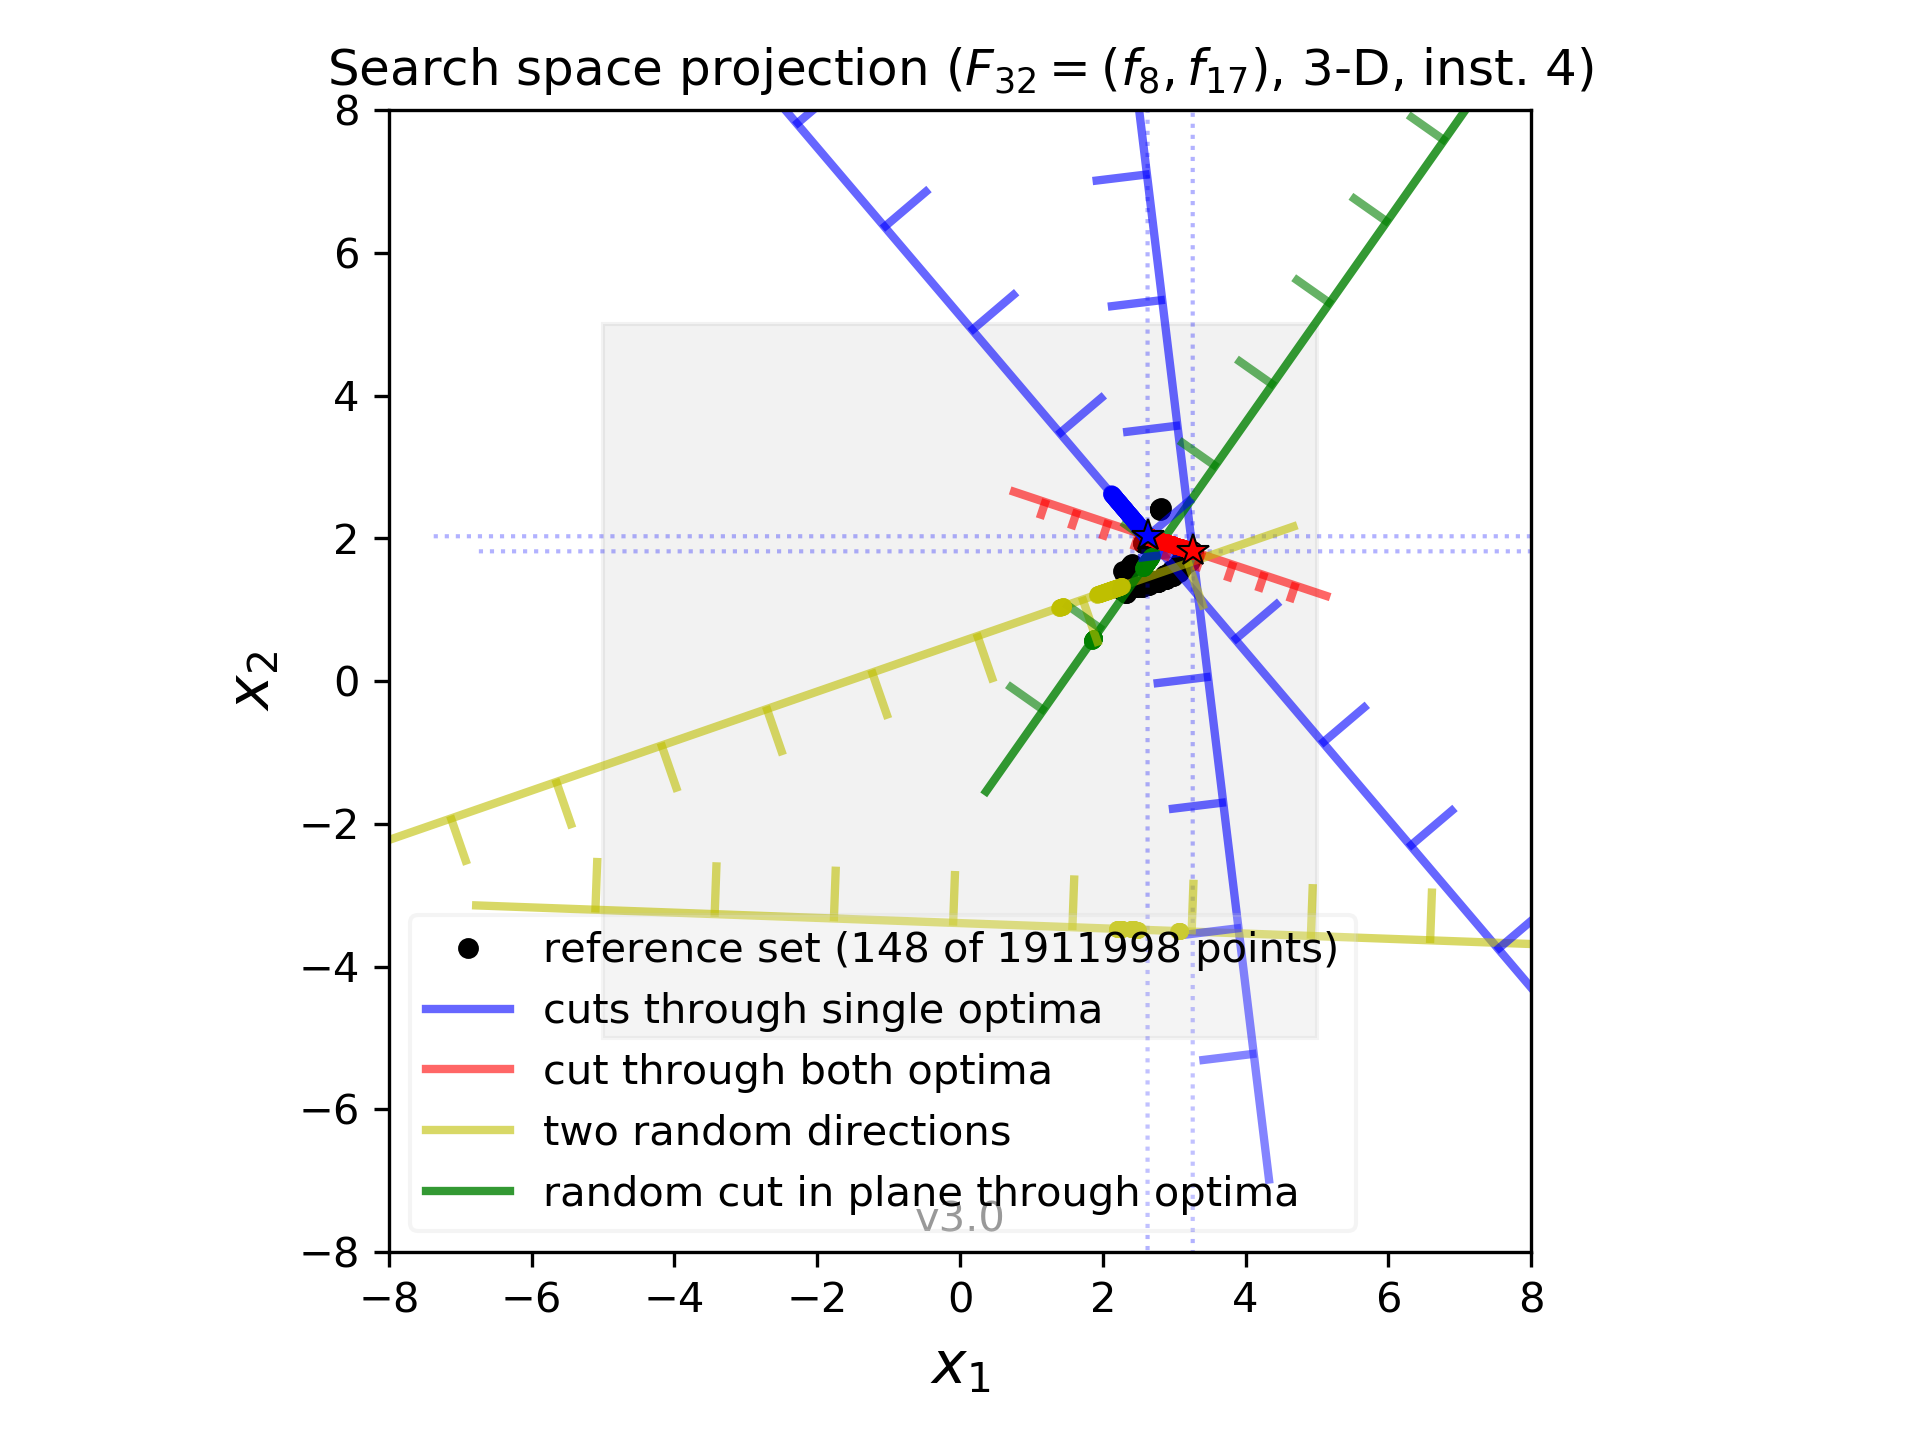 Search space projection (F32 = (f8, f17), 3-D, inst. 4)
8
6
4
2
0
−2
−4
−6
−8
x2
reference set (148 of 1911998 points)
cuts through single optima
cut through both optima
two random directions
random cut in plane through optima
v3.0
−8 −6 −4 −2 0 2 4 6 8
x1